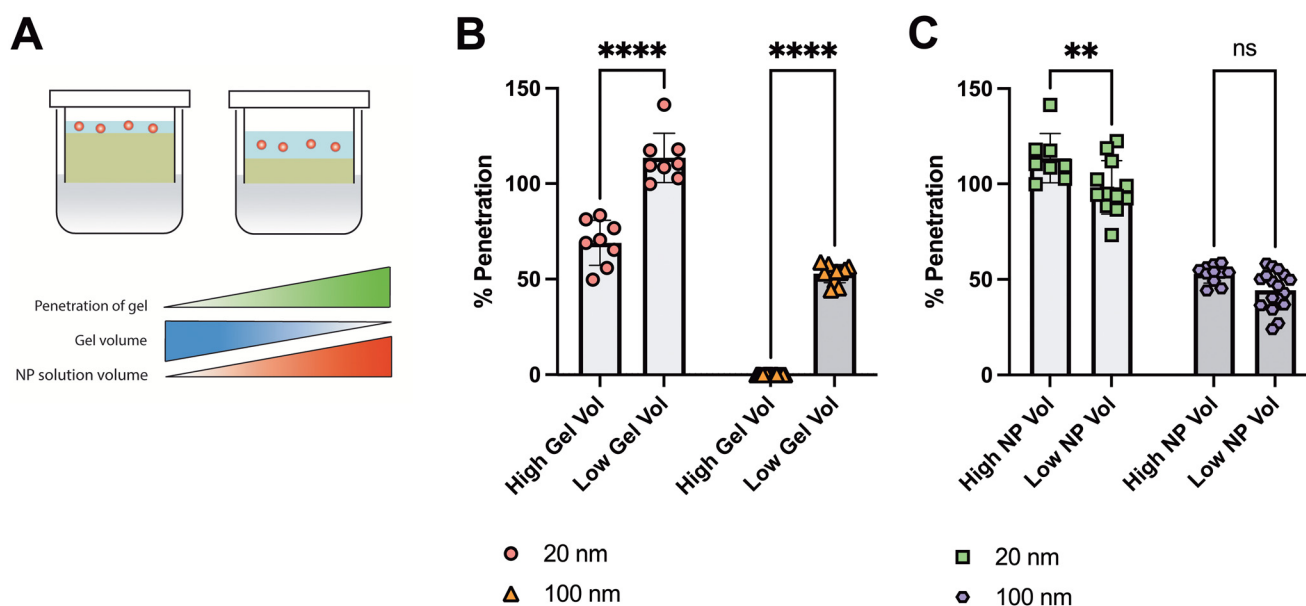 A
Penetration of gel
Gel volume
NP solution volume
B
****
****
% Penetration
150
100
50
0
High Gel Vol
Low Gel Vol
High Gel Vol
Low Gel Vol
20 nm
100 nm
C
**
ns
% Penetration
150
100
50
0
High NP Vol
Low NP Vol
High NP Vol
Low NP Vol
20 nm
100 nm